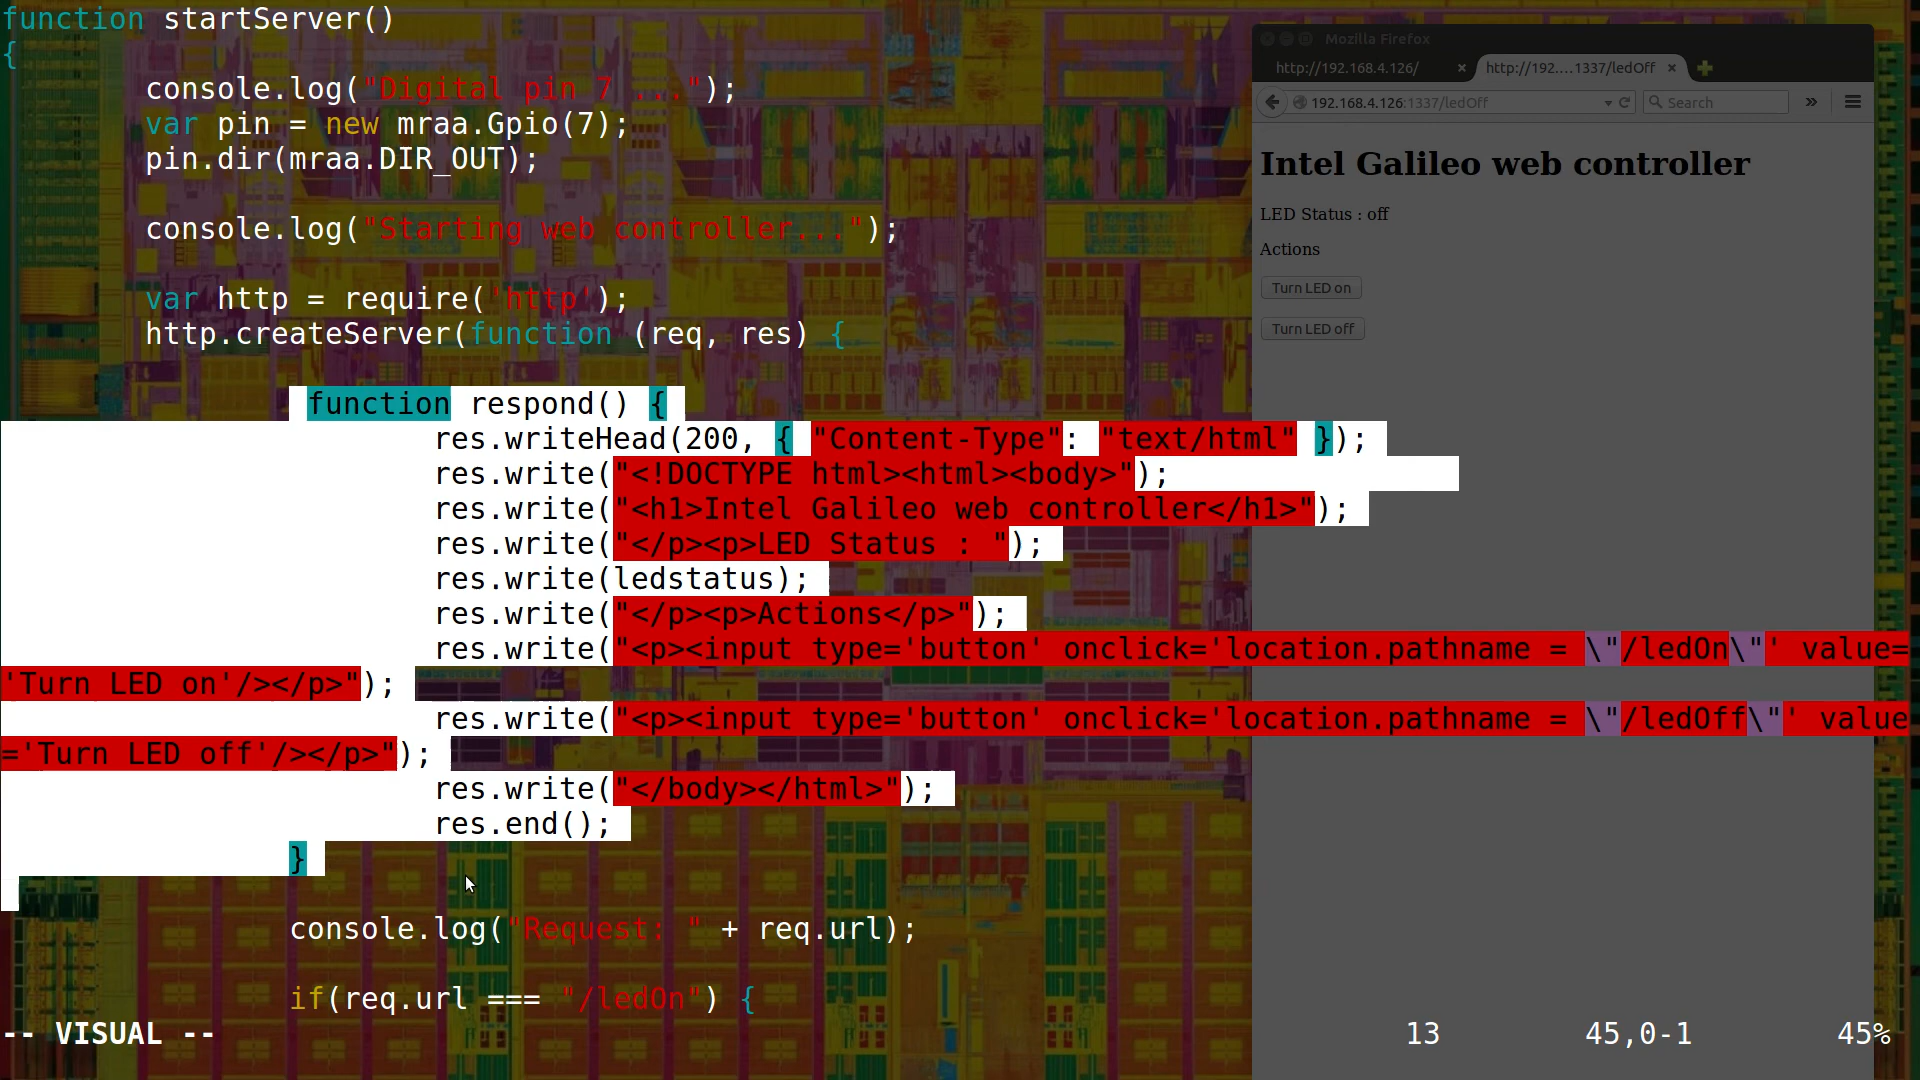 function startServer()
{
console.log("Digital pin 7 ...");
var pin = new mraa.Gpio(7);
pin.dir(mraa.DIR_OUT);
console.log("Starting web controller...");
var http = require('http');
http.createServer(function (req, res) {
function respond() {
res.writeHead(200, { "Content-Type": "text/html" });
res.write("<!DOCTYPE html><html><body>");
res.write("<h1>Intel Galileo web controller</h1>");
res.write("</p><p>LED Status : ");
res.write(ledstatus);
res.write("</p><p>Actions</p>");
res.write("<p><input type='button' onclick='location.pathname = \"/ledOn\"' value=
'Turn LED on'/></p>");
res.write("<p><input type='button' onclick='location.pathname = \"/ledOff\"' value
='Turn LED off'/></p>");
res.write("</body></html>");
res.end();
}
console.log("Request: " + req.url);
if(req.url === "/ledOn") {
-- VISUAL -- 13 45,0-1 45%
Mozilla Firefox
http://192.168.4.126/ × http://192....1337/ledOff ×
192.168.4.126:1337/ledOff Search »
Intel Galileo web controller
LED Status : off
Actions
Turn LED on
Turn LED off